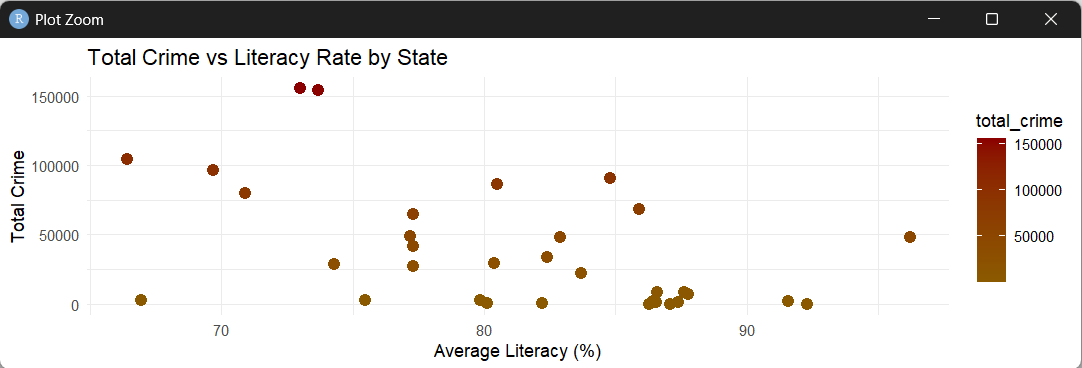 R Plot Zoom
Total Crime vs Literacy Rate by State
150000
100000
50000
0
Total Crime
70 80 90
Average Literacy (%)
total_crime
150000
100000
50000